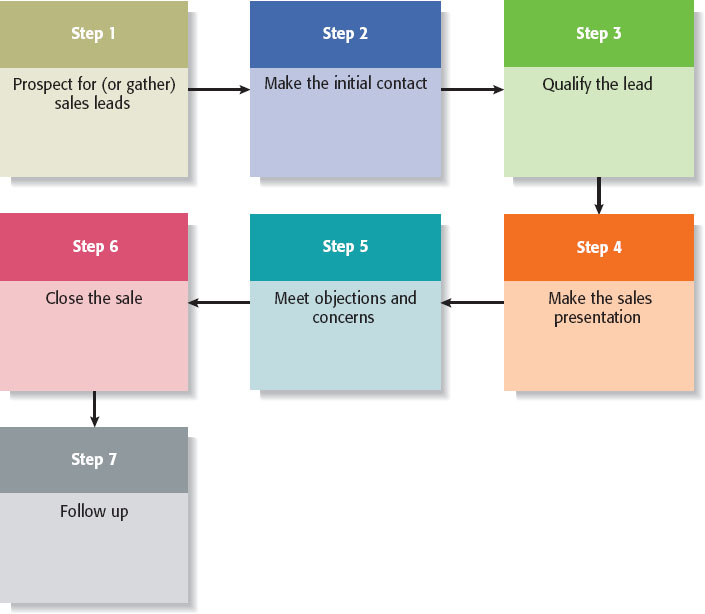 Step 1
Prospect for (or gather)
sales leads
Step 2
Make the initial contact
Step 3
Qualify the lead
Step 4
Make the sales
presentation
Step 5
Meet objections and
concerns
Step 6
Close the sale
Step 7
Follow up